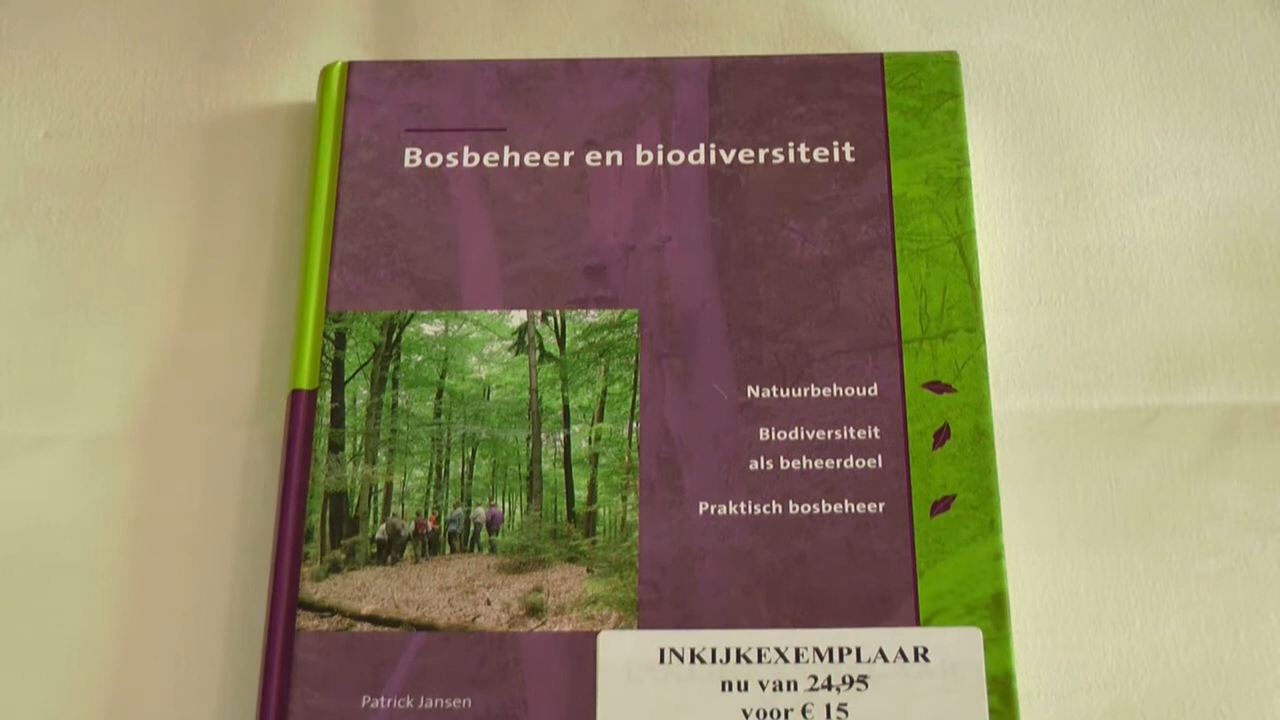 Bosbeheer en biodiversiteit
Natuurbehoud
Biodiversiteit
als beheerdoel
Praktisch bosbeheer
Patrick Jansen
INKIJKEXEMPLAAR
nu van 24,95
voor € 15